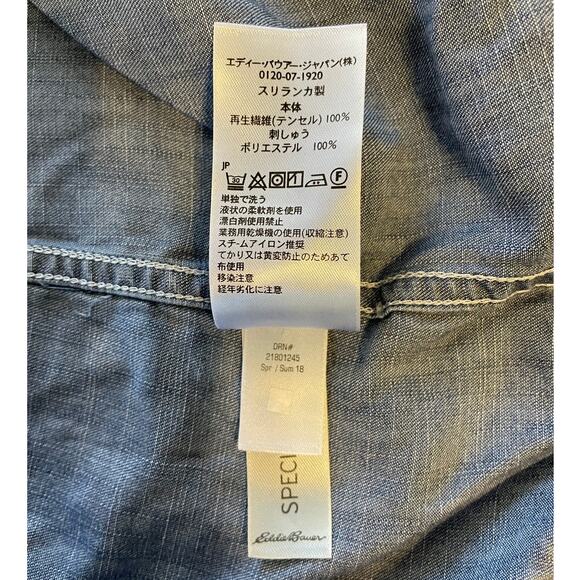 エディー・バウアー・ジャパン(株)
0120-07-1920
スリランカ製
本体
再生繊維(テンセル) 100%
刺しゅう
ポリエステル 100%
JP
30 F
単独で洗う
液状の柔軟剤を使用
漂白剤使用禁止
業務用乾燥機の使用(収縮注意)
スチームアイロン推奨
てかり又は黄変防止のためあて
布使用
移染注意
経年劣化に注意
DRN#
21801245
Spr / Sum 18
SPECI
Eddie Bauer